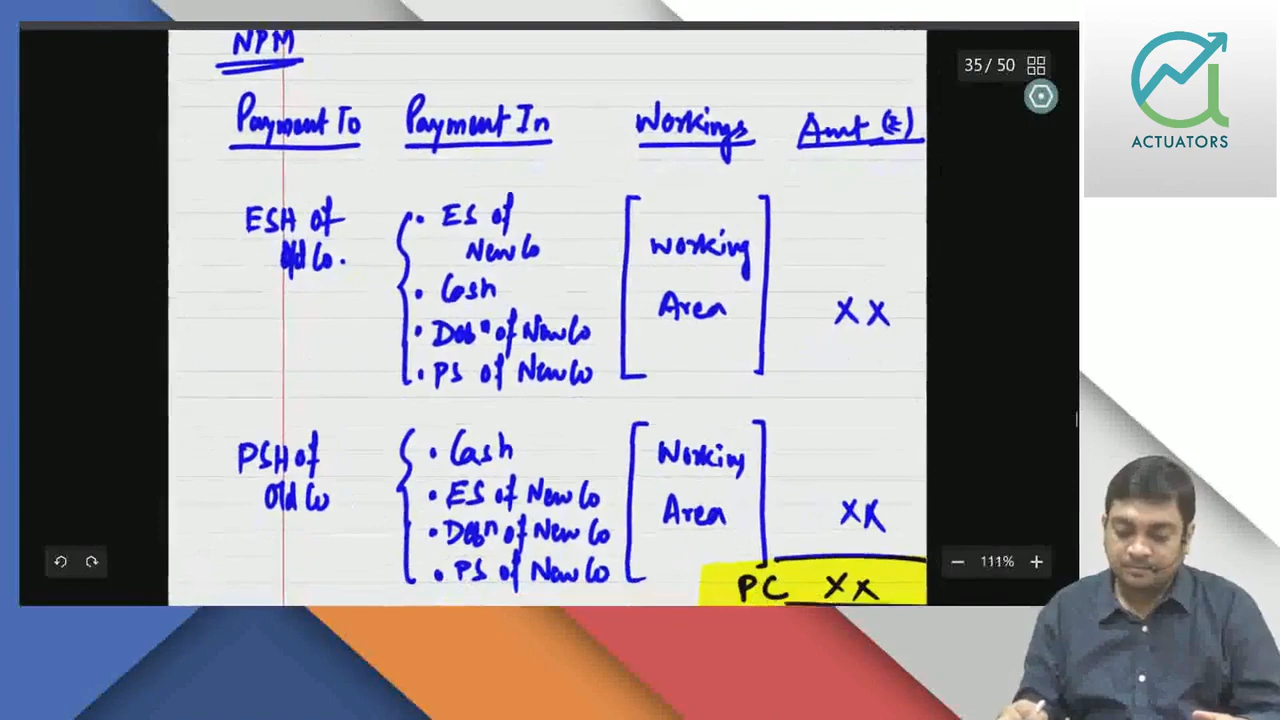 NPM
35 / 50
Payment To Payment In Workings Amt (₹)
ESH of
Old Co.
• ES of
New Co
• Cash
• Debⁿ of New Co
• PS of New Co
Working
Area
X X
PSH of
Old Co
• Cash
• ES of New Co
• Debⁿ of New Co
• PS of New Co
Working
Area
XX
PC XX
111%
ACTUATORS